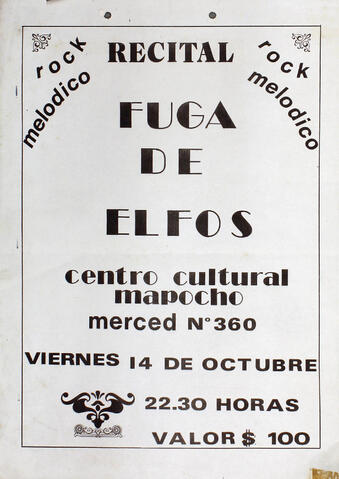 rock melodico
RECITAL
rock melodico
FUGA
DE
ELFOS
centro cultural
mapocho
merced N°360
VIERNES 14 DE OCTUBRE
22.30 HORAS
VALOR $ 100